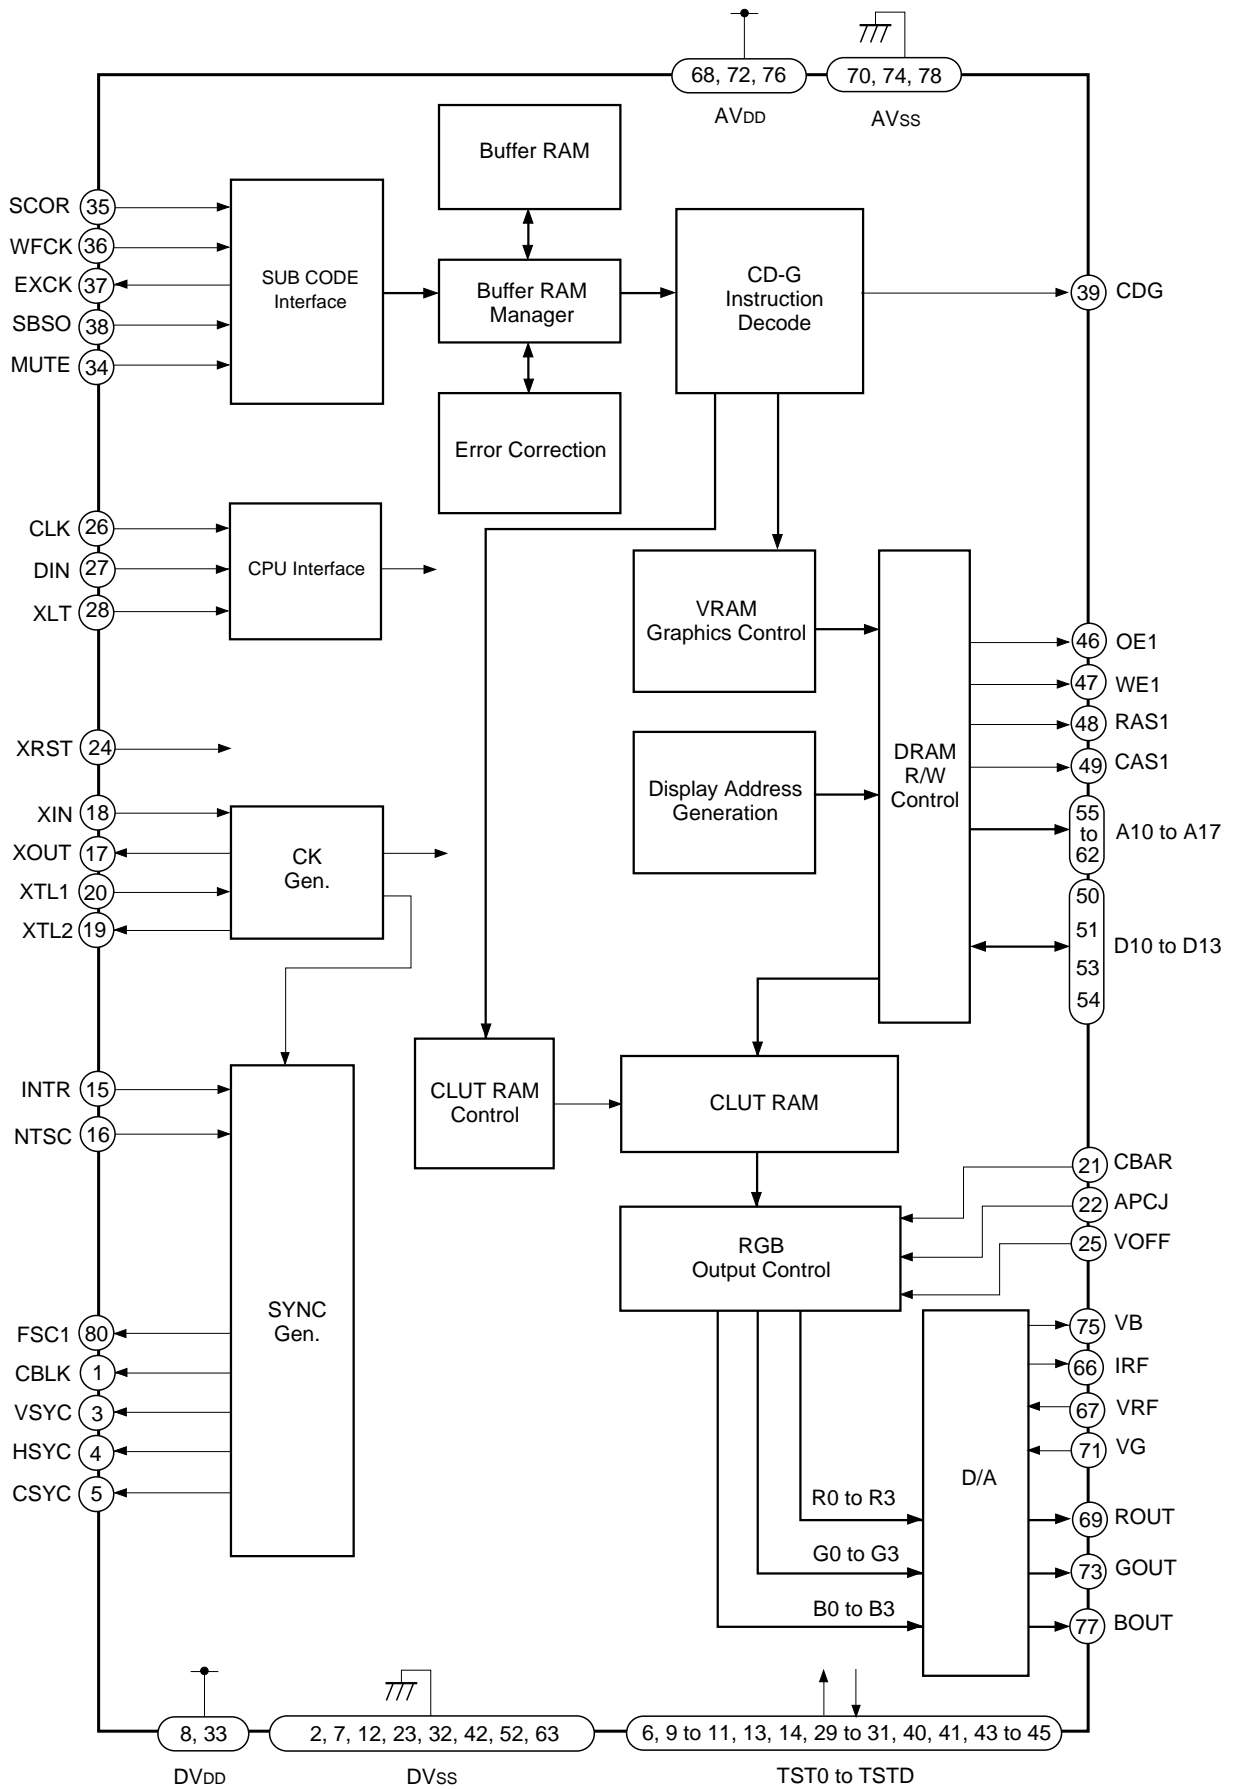 68, 72, 76
70, 74, 78
AVDD
AVSS
Buffer RAM
SCOR 35
WFCK 36
EXCK 37
SBSO 38
MUTE 34
SUB CODE
Interface
Buffer RAM
Manager
CD-G
Instruction
Decode
39 CDG
Error Correction
CLK 26
DIN 27
XLT 28
CPU Interface
VRAM
Graphics Control
46 OE1
47 WE1
48 RAS1
49 CAS1
XRST 24
Display Address
Generation
DRAM
R/W
Control
55
to
62
A10 to A17
XIN 18
XOUT 17
XTL1 20
XTL2 19
CK
Gen.
50
51
53
54
D10 to D13
INTR 15
NTSC 16
CLUT RAM
Control
CLUT RAM
21 CBAR
22 APCJ
25 VOFF
RGB
Output Control
SYNC
Gen.
FSC1 80
CBLK 1
VSYC 3
HSYC 4
CSYC 5
75 VB
66 IRF
67 VRF
71 VG
D/A
R0 to R3
G0 to G3
B0 to B3
69 ROUT
73 GOUT
77 BOUT
8, 33
2, 7, 12, 23, 32, 42, 52, 63
6, 9 to 11, 13, 14, 29 to 31, 40, 41, 43 to 45
DVDD
DVSS
TST0 to TSTD